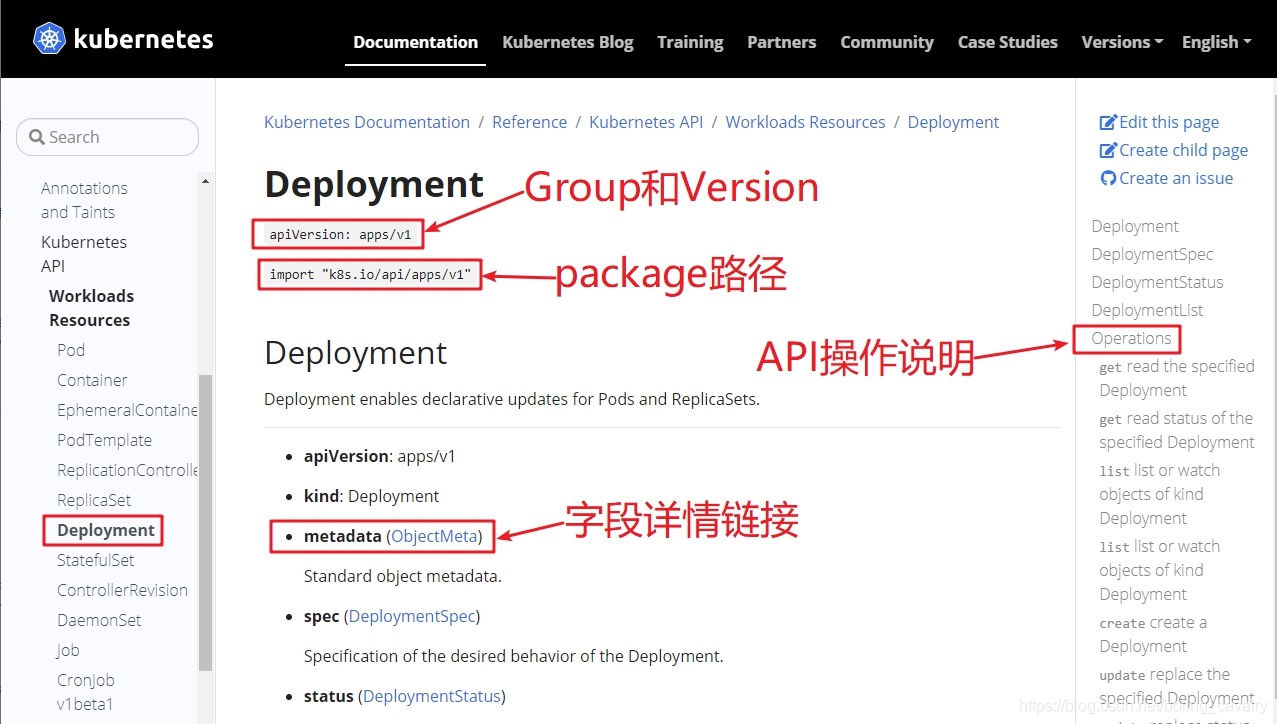 kubernetes
Documentation Kubernetes Blog Training Partners Community Case Studies Versions English
Search
Annotations
and Taints
Kubernetes
API
Workloads
Resources
Pod
Container
EphemeralContaine
PodTemplate
ReplicationControlle
ReplicaSet
Deployment
StatefulSet
ControllerRevision
DaemonSet
Job
CronJob
v1beta1
Kubernetes Documentation / Reference / Kubernetes API / Workloads Resources / Deployment
Deployment
Group和Version
apiVersion: apps/v1
import "k8s.io/api/apps/v1"
package路径
Deployment
API操作说明
Deployment enables declarative updates for Pods and ReplicaSets.
apiVersion: apps/v1
kind: Deployment
字段详情链接
metadata (ObjectMeta)
Standard object metadata.
spec (DeploymentSpec)
Specification of the desired behavior of the Deployment.
status (DeploymentStatus)
Edit this page
Create child page
Create an issue
Deployment
DeploymentSpec
DeploymentStatus
DeploymentList
Operations
get read the specified
Deployment
get read status of the
specified Deployment
list list or watch
objects of kind
Deployment
list list or watch
objects of kind
Deployment
create create a
Deployment
update replace the
specified Deployment
https://blog.csdn.net/boling_cavalry